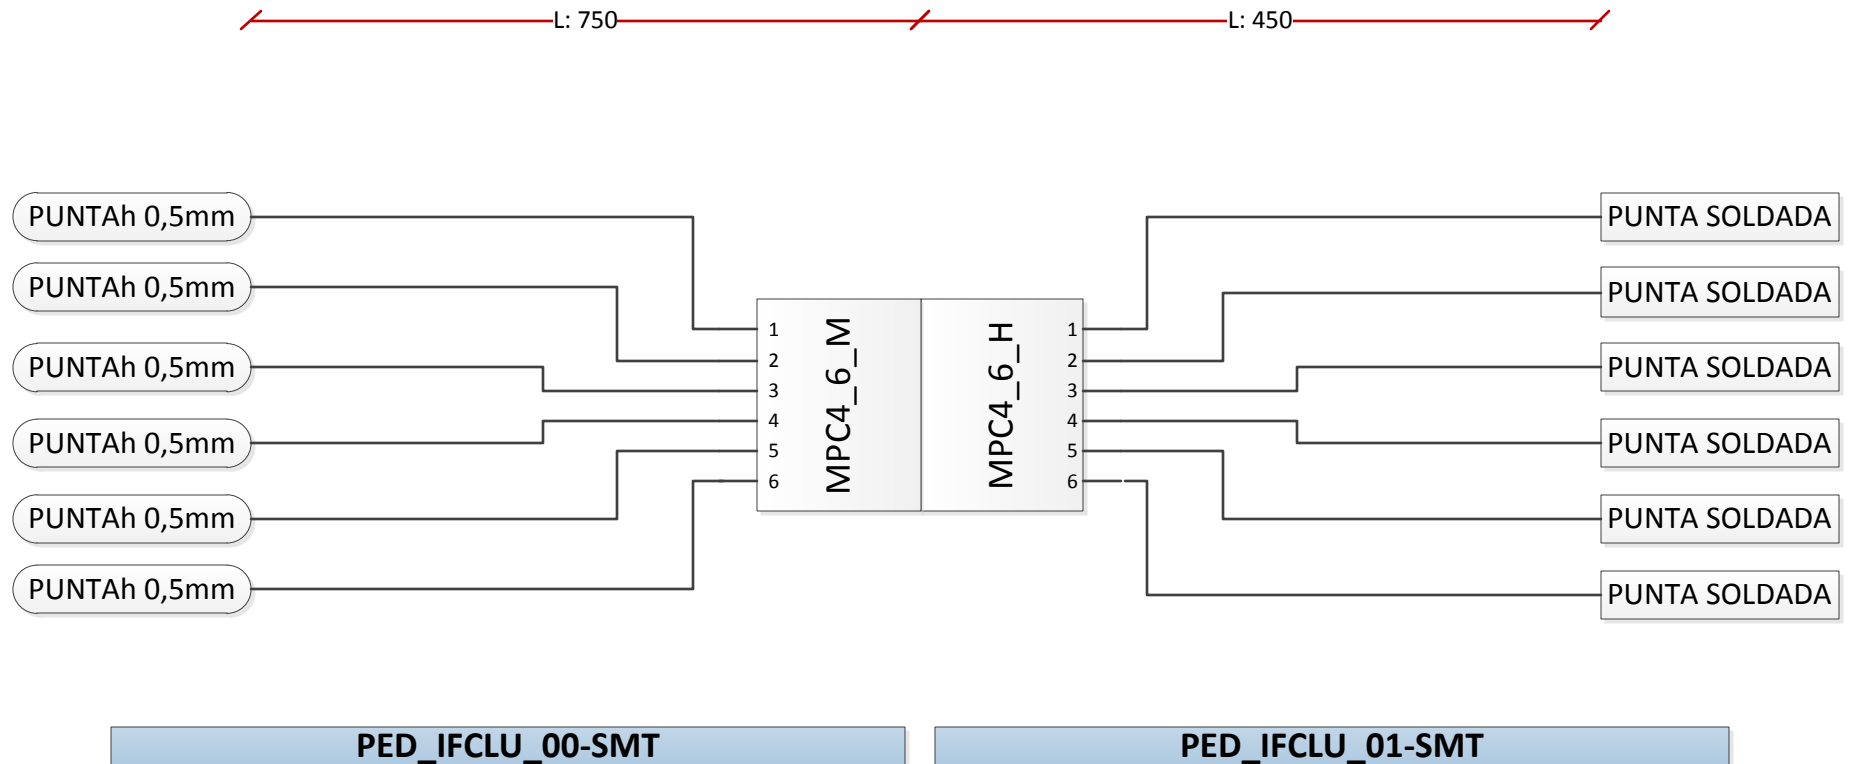 L: 750
L: 450
PUNTAh 0,5mm
PUNTAh 0,5mm
PUNTAh 0,5mm
PUNTAh 0,5mm
PUNTAh 0,5mm
PUNTAh 0,5mm
1
2
3
4
5
6
MPC4_6_M
MPC4_6_H
1
2
3
4
5
6
PUNTA SOLDADA
PUNTA SOLDADA
PUNTA SOLDADA
PUNTA SOLDADA
PUNTA SOLDADA
PUNTA SOLDADA
PED_IFCLU_00-SMT
PED_IFCLU_01-SMT